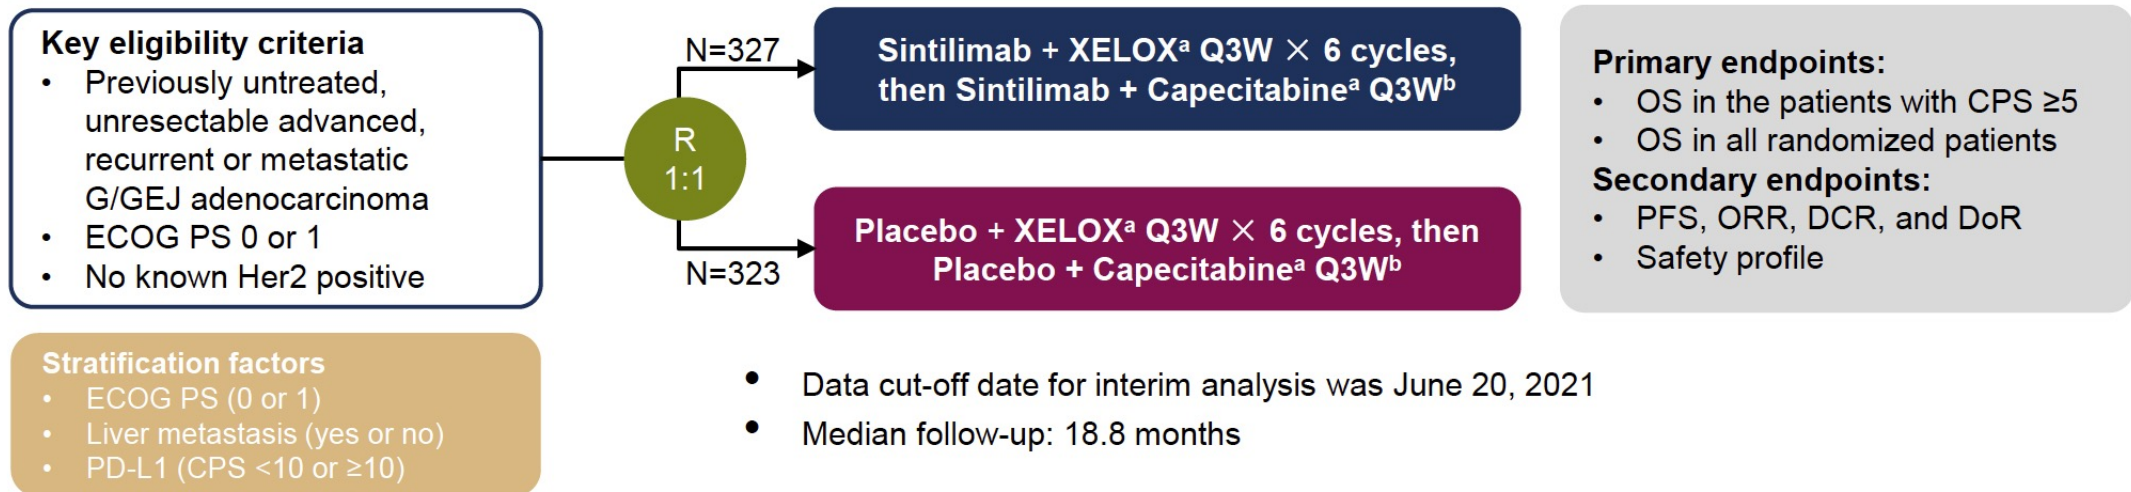 Key eligibility criteria
• Previously untreated,
unresectable advanced,
recurrent or metastatic
G/GEJ adenocarcinoma
• ECOG PS 0 or 1
• No known Her2 positive
Stratification factors
• ECOG PS (0 or 1)
• Liver metastasis (yes or no)
• PD-L1 (CPS <10 or ≥10)
R
1:1
N=327
Sintilimab + XELOXᵃ Q3W × 6 cycles,
then Sintilimab + Capecitabineᵃ Q3Wᵇ
N=323
Placebo + XELOXᵃ Q3W × 6 cycles, then
Placebo + Capecitabineᵃ Q3Wᵇ
• Data cut-off date for interim analysis was June 20, 2021
• Median follow-up: 18.8 months
Primary endpoints:
• OS in the patients with CPS ≥5
• OS in all randomized patients
Secondary endpoints:
• PFS, ORR, DCR, and DoR
• Safety profile